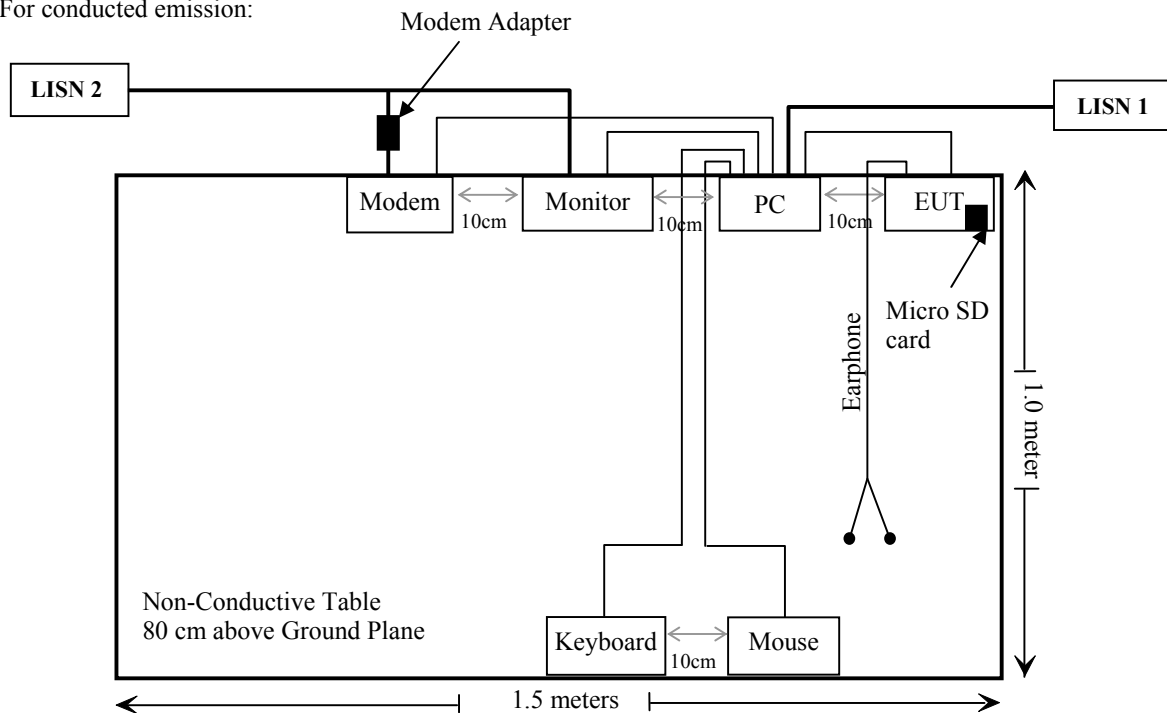 For conducted emission:
Modem Adapter
LISN 2
LISN 1
Modem
Monitor
PC
EUT
10cm
10cm
10cm
Micro SD
card
Earphone
1.0 meter
Non-Conductive Table
80 cm above Ground Plane
Keyboard
Mouse
10cm
1.5 meters